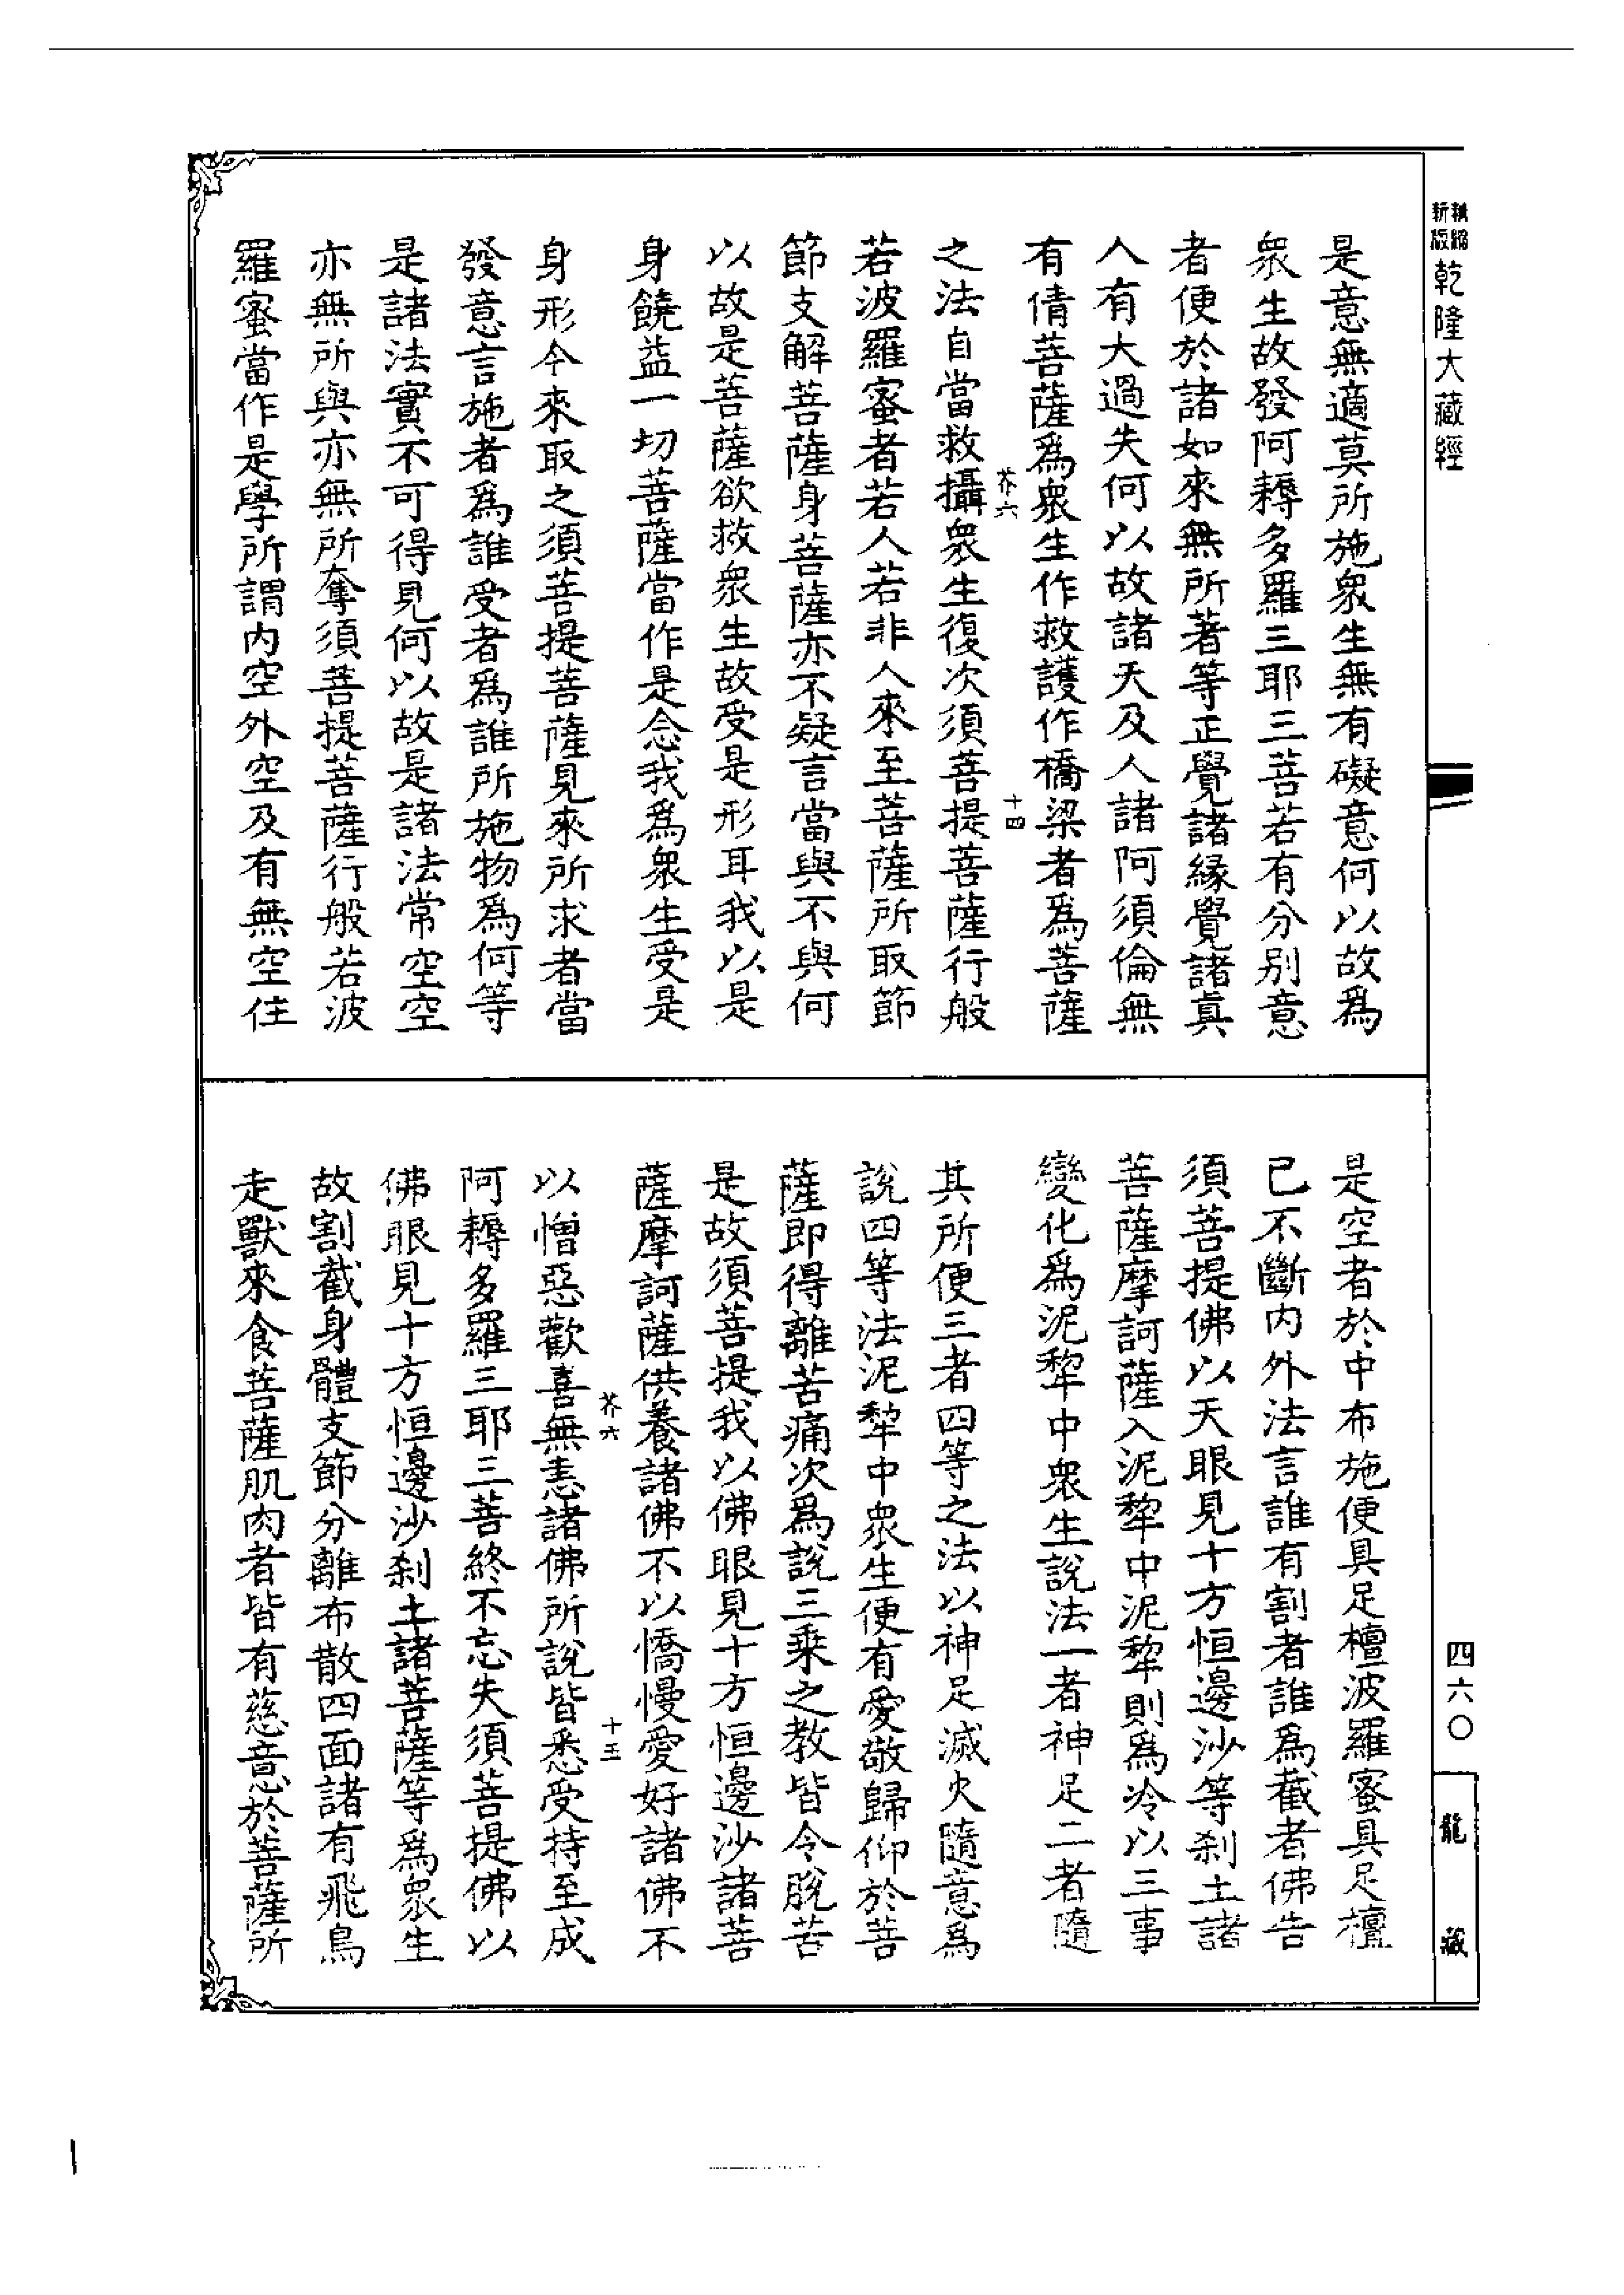 精縮新版乾隆大藏經
是意無適莫所施衆生無有礙意何以故爲
衆生故發阿耨多羅三耶三菩若有分别意
者便於諸如來無所著等正覺諸緣覺諸真
人有大過失何以故諸天及人諸阿須倫無
有倩菩薩爲衆生作救護作橋梁者爲菩薩
芥六 十四
之法自當救攝衆生復次須菩提菩薩行般
若波羅蜜者若人若非人來至菩薩所取節
節支解菩薩身菩薩亦不疑言當與不與何
以故是菩薩欲救衆生故受是形耳我以是
身饒益一切菩薩當作是念我爲衆生受是
身形今來取之須菩提菩薩見來所求者當
發意言施者爲誰受者爲誰所施物爲何等
是諸法實不可得見何以故是諸法常空空
亦無所與亦無所奪須菩提菩薩行般若波
羅蜜當作是學所謂内空外空及有無空住
是空者於中布施便具足檀波羅蜜具足檀
已不斷内外法言誰有割者誰爲截者佛告
須菩提佛以天眼見十方恒邊沙等刹土諸
菩薩摩訶薩入泥犂中泥犂則爲冷以三事
變化爲泥犂中衆生說法一者神足二者隨
其所便三者四等之法以神足滅火隨意爲
說四等法泥犂中衆生便有愛敬歸仰於菩
薩即得離苦痛次爲說三乘之教皆令脫苦
是故須菩提我以佛眼見十方恒邊沙諸菩
薩摩訶薩供養諸佛不以憍慢愛好諸佛不
芥六 十五
以憎惡歡喜無恚諸佛所說皆悉受持至成
阿耨多羅三耶三菩終不忘失須菩提佛以
佛眼見十方恒邊沙刹土諸菩薩等爲衆生
故割截身體支節分離布散四面諸有飛鳥
走獸來食菩薩肌肉者皆有慈意於菩薩所
四六〇
龍藏